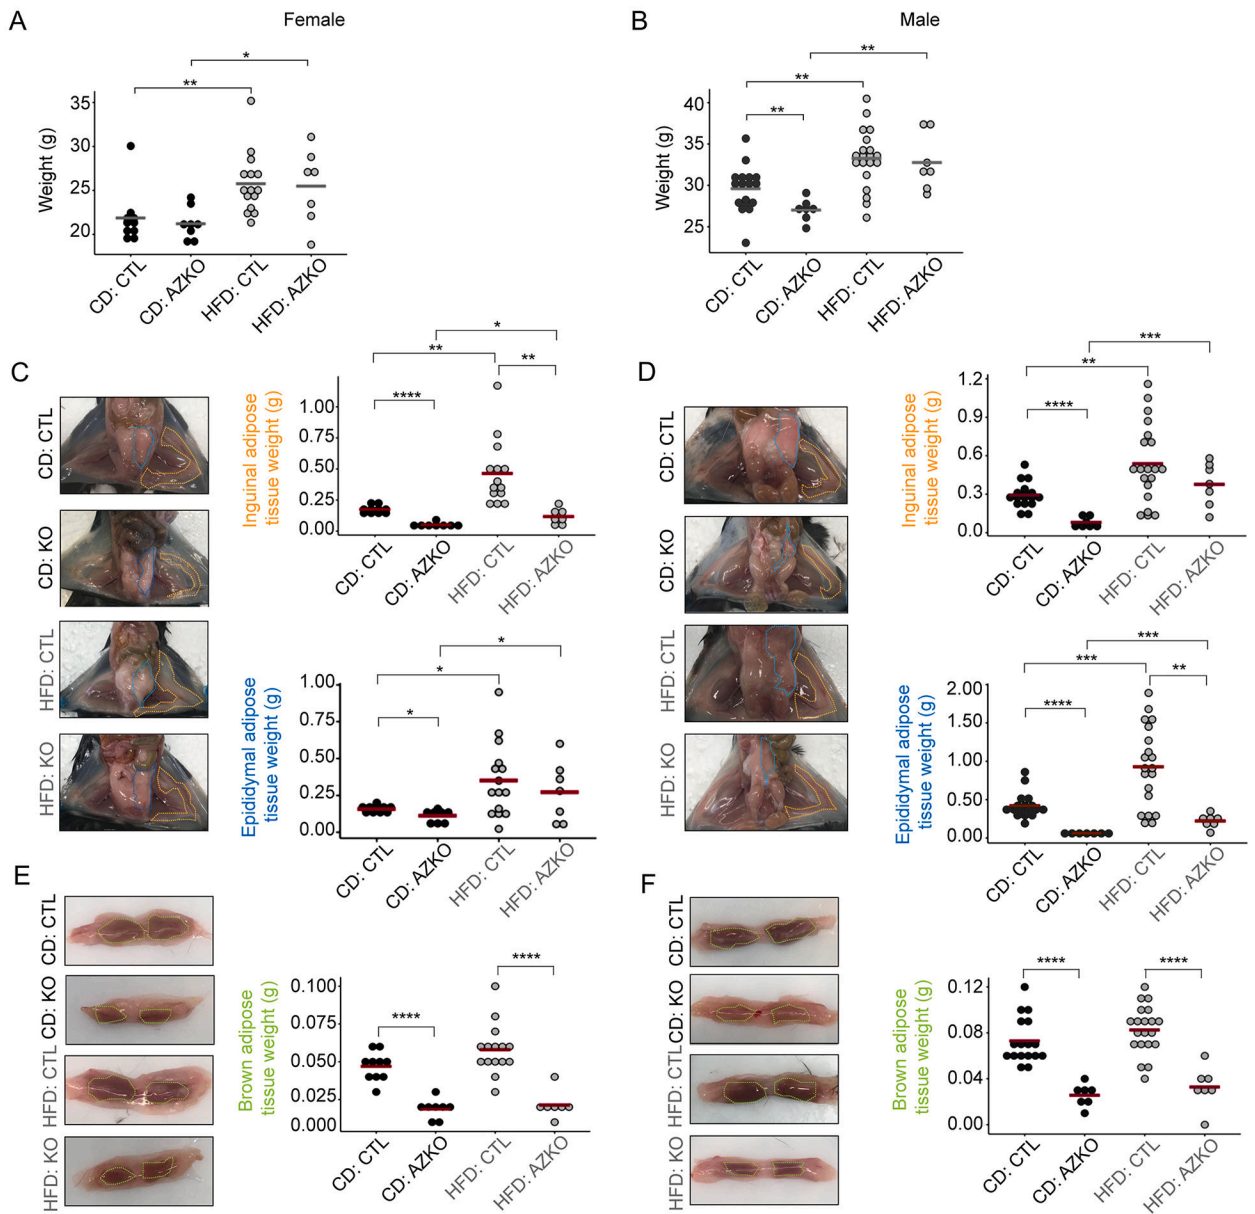 A
Female
*
**
35
30
25
20
Weight (g)
CD: CTL
CD: AZKO
HFD: CTL
HFD: AZKO
B
Male
**
**
**
40
35
30
25
Weight (g)
CD: CTL
CD: AZKO
HFD: CTL
HFD: AZKO
C
CD: CTL
CD: KO
HFD: CTL
HFD: KO
*
**
**
****
Inguinal adipose
tissue weight (g)
1.00
0.75
0.50
0.25
0.00
CD: CTL
CD: AZKO
HFD: CTL
HFD: AZKO
*
*
*
Epididymal adipose
tissue weight (g)
1.00
0.75
0.50
0.25
0.00
CD: CTL
CD: AZKO
HFD: CTL
HFD: AZKO
D
CD: CTL
CD: KO
HFD: CTL
HFD: KO
***
**
****
Inguinal adipose
tissue weight (g)
1.2
0.9
0.6
0.3
0.0
CD: CTL
CD: AZKO
HFD: CTL
HFD: AZKO
***
***
**
****
Epididymal adipose
tissue weight (g)
2.00
1.50
1.00
0.50
0.00
CD: CTL
CD: AZKO
HFD: CTL
HFD: AZKO
E
CD: CTL
CD: KO
HFD: CTL
HFD: KO
****
****
Brown adipose
tissue weight (g)
0.100
0.075
0.050
0.025
0.000
CD: CTL
CD: AZKO
HFD: CTL
HFD: AZKO
F
CD: CTL
CD: KO
HFD: CTL
HFD: KO
****
****
Brown adipose
tissue weight (g)
0.12
0.08
0.04
0.00
CD: CTL
CD: AZKO
HFD: CTL
HFD: AZKO